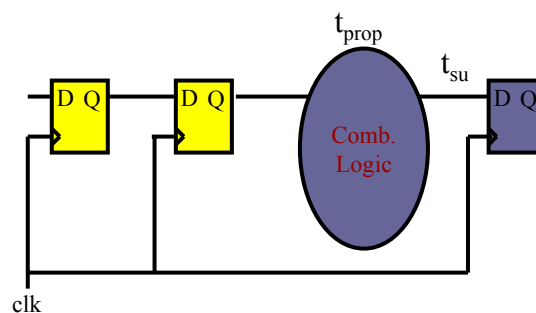 t_prop
t_su
D Q
D Q
D Q
Comb.
Logic
clk